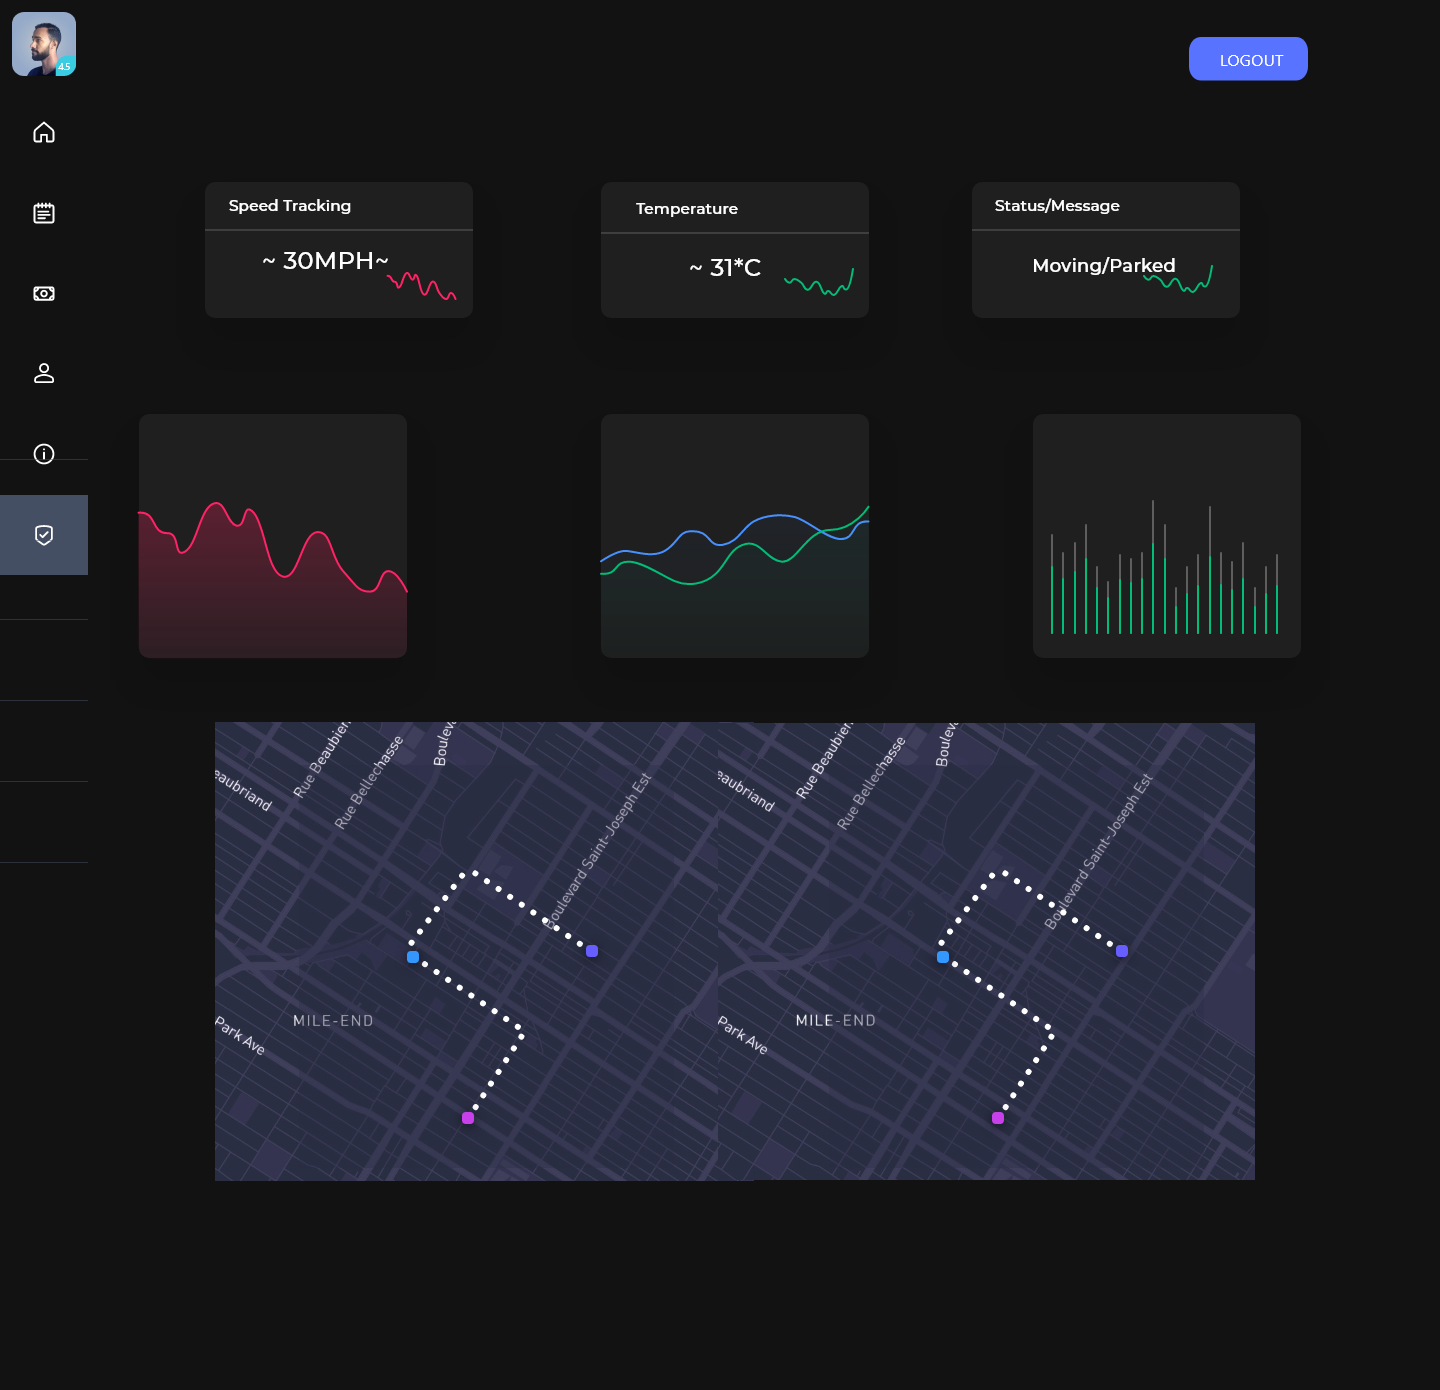 4.5
LOGOUT
Speed Tracking
Temperature
Status/Message
~ 30MPH~
~ 31*C
Moving/Parked
eaubriand
Rue Beaubien
Rue Bellechasse
Boulev
Boulevard Saint-Joseph Est
MILE-END
Park Ave
eaubriand
Rue Beaubien
Rue Bellechasse
Boulev
Boulevard Saint-Joseph Est
MILE-END
Park Ave